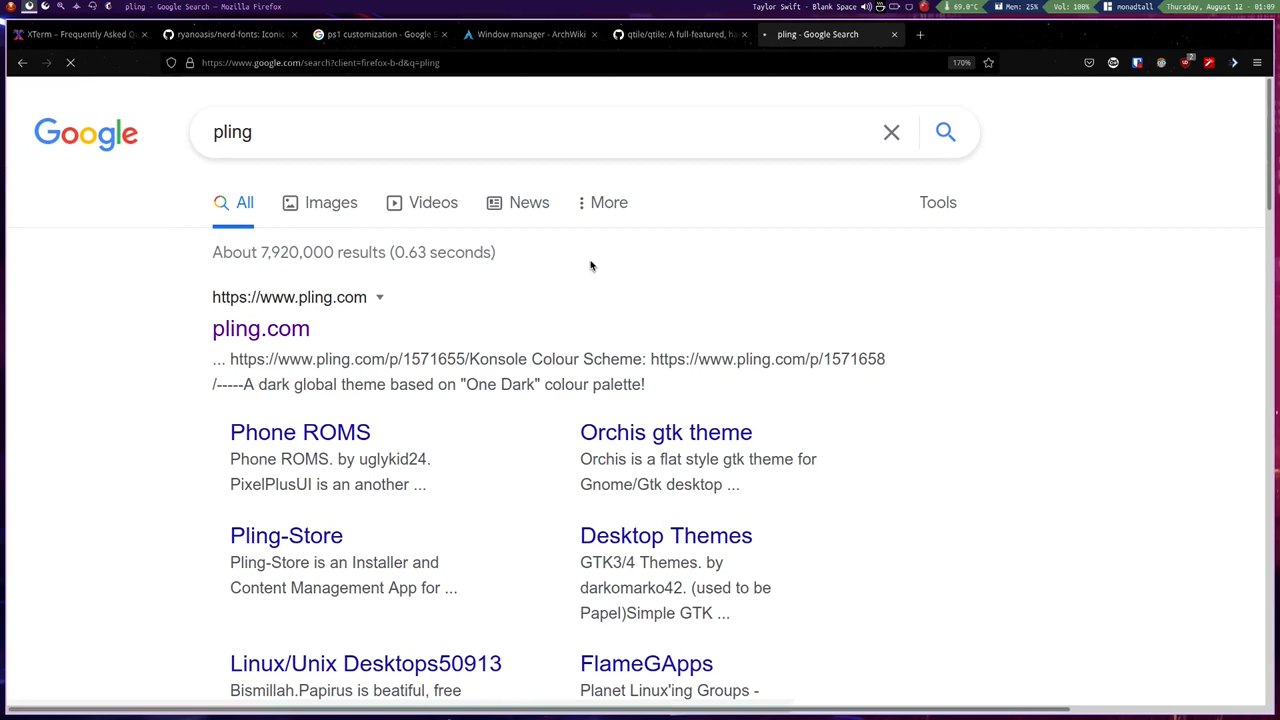 pling - Google Search - Mozilla Firefox
Taylor Swift - Blank Space
69.0°C
Mem: 25%
Vol: 100%
monadtall
Thursday, August 12 - 01:09
XTerm – Frequently Asked Q
ryanoasis/nerd-fonts: Iconic
ps1 customization - Google S
Window manager - ArchWiki
qtile/qtile: A full-featured, ha
pling - Google Search
https://www.google.com/search?client=firefox-b-d&q=pling
170%
2
Google
pling
All
Images
Videos
News
More
Tools
About 7,920,000 results (0.63 seconds)
https://www.pling.com
pling.com
... https://www.pling.com/p/1571655/Konsole Colour Scheme: https://www.pling.com/p/1571658
/-----A dark global theme based on "One Dark" colour palette!
Phone ROMS
Phone ROMS. by uglykid24.
PixelPlusUI is an another ...
Orchis gtk theme
Orchis is a flat style gtk theme for
Gnome/Gtk desktop ...
Pling-Store
Pling-Store is an Installer and
Content Management App for ...
Desktop Themes
GTK3/4 Themes. by
darkomarko42. (used to be
Papel)Simple GTK ...
Linux/Unix Desktops50913
Bismillah.Papirus is beatiful, free
FlameGApps
Planet Linux'ing Groups -